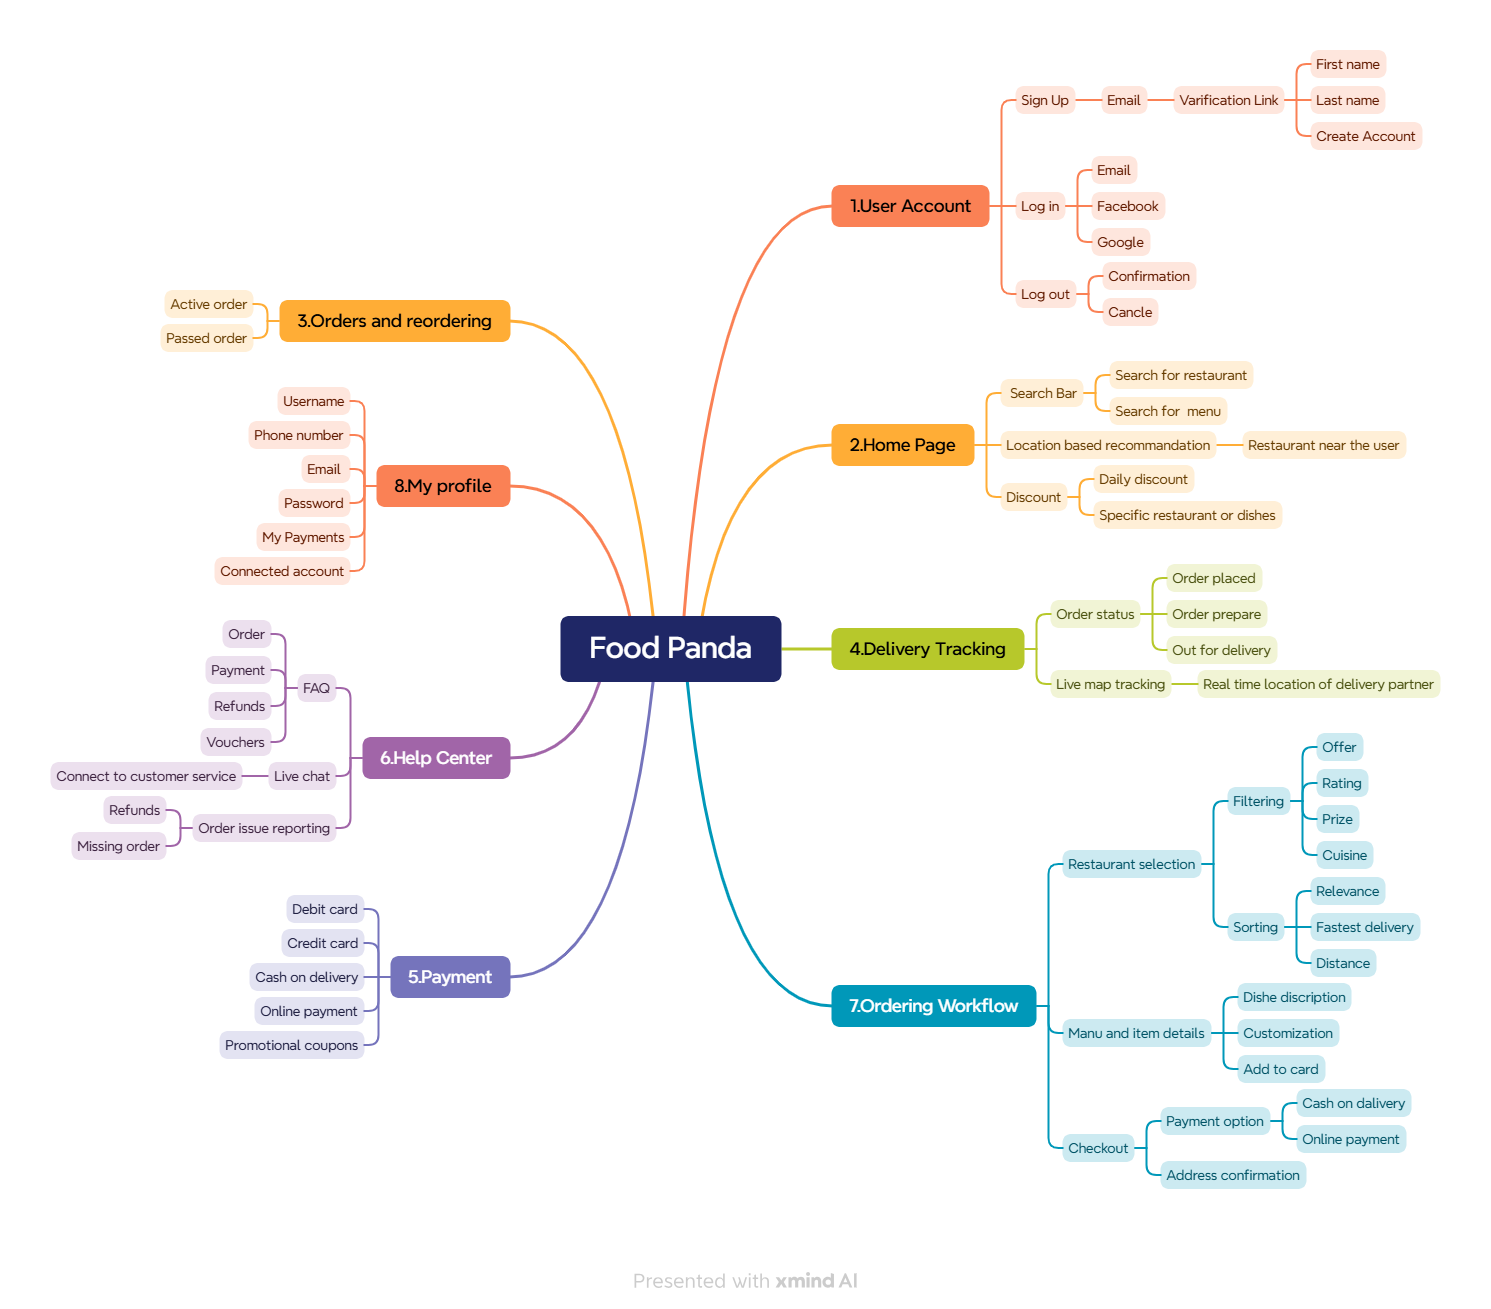 Food Panda
1.User Account
Sign Up
Email
Varification Link
First name
Last name
Create Account
Log in
Email
Facebook
Google
Log out
Confirmation
Cancle
2.Home Page
Search Bar
Search for restaurant
Search for  menu
Location based recommandation
Restaurant near the user
Discount
Daily discount
Specific restaurant or dishes
3.Orders and reordering
Active order
Passed order
8.My profile
Username
Phone number
Email
Password
My Payments
Connected account
4.Delivery Tracking
Order status
Order placed
Order prepare
Out for delivery
Live map tracking
Real time location of delivery partner
6.Help Center
FAQ
Order
Payment
Refunds
Vouchers
Live chat
Connect to customer service
Order issue reporting
Refunds
Missing order
5.Payment
Debit card
Credit card
Cash on delivery
Online payment
Promotional coupons
7.Ordering Workflow
Restaurant selection
Filtering
Offer
Rating
Prize
Cuisine
Sorting
Relevance
Fastest delivery
Distance
Manu and item details
Dishe discription
Customization
Add to card
Checkout
Payment option
Cash on dalivery
Online payment
Address confirmation
Presented with xmind AI